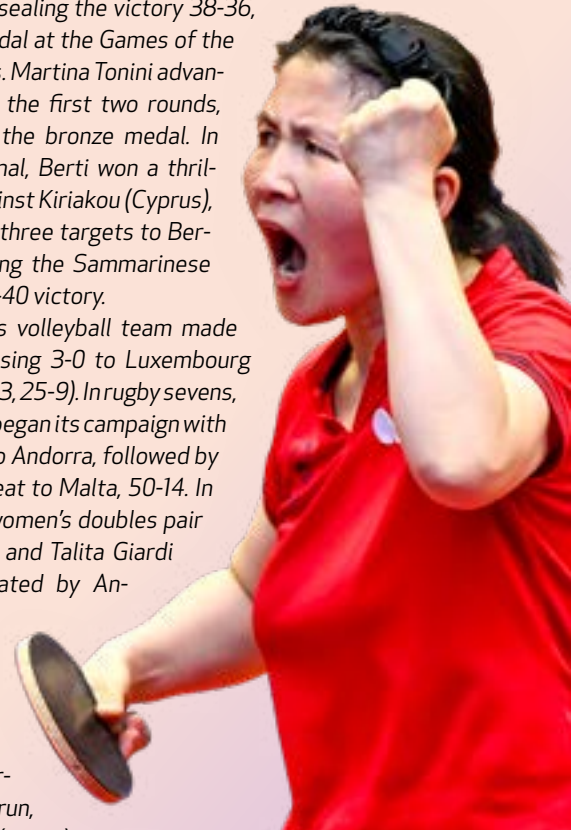 sealing the victory 38-36,
dal at the Games of the
s. Martina Tonini advan-
the first two rounds,
the bronze medal. In
nal, Berti won a thril-
inst Kiriakou (Cyprus),
three targets to Ber-
ng the Sammarinese
-40 victory.
s volleyball team made
sing 3-0 to Luxembourg
3, 25-9). In rugby sevens,
began its campaign with
o Andorra, followed by
eat to Malta, 50-14. In
women’s doubles pair
and Talita Giardi
ated by An-
r-
run,